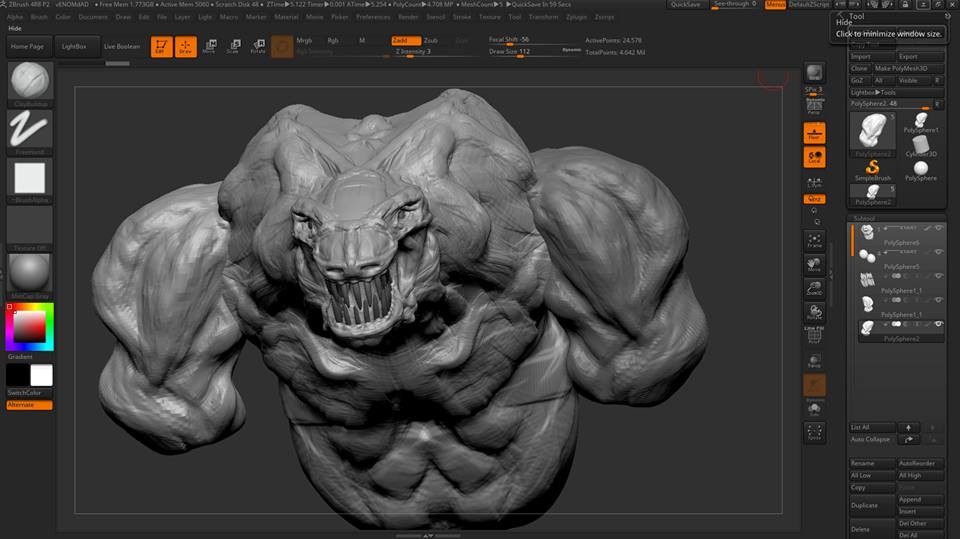 ZBrush 4R8 P2 vENOMAAD • Free Mem 1.773GB • Active Mem 5060 • Scratch Disk 48 • ZTime▶5.122 Timer▶0.001 ATime▶5.254 • PolyCount▶4.708 MP • MeshCount▶5 QuickSave In 59 Secs QuickSave See-through 0 Menus DefaultZScript
Alpha Brush Color Document Draw Edit File Layer Light Macro Marker Material Movie Picker Preferences Render Stencil Stroke Texture Tool Transform Zplugin Zscript
Hide
Home Page LightBox Live Boolean Edit Draw Move Scale Rotate Mrgb Rgb M Zadd Zsub Focal Shift -56 ActivePoints: 24.578
Rgb Intensity Z Intensity 3 Draw Size 112 Dynamic TotalPoints: 4.642 Mil
ClayBuildup
FreeHand
~BrushAlpha
Texture Off
MatCap Gray
Gradient
SwitchColor
Alternate
SPix 3
Dynamic
Persp
Floor
Local
L.Sym
Frame
Move
Zoom3D
Rotate
Line Fill
PolyF
Transp
Dynamic
Solo
Xpose
Tool
Hide
Click to minimize window size.
Copy Tool
Import Export
Clone Make PolyMesh3D
GoZ All Visible R
Lightbox▶Tools
PolySphere2. 48 R
5
PolySphere2
PolySphere1
Cylinder3D
SimpleBrush
PolySphere
5
PolySphere2
Subtool
PolySphere6
PolySphere5
PolySphere1_1
PolySphere1_1
PolySphere2
List All
Auto Collapse
Rename AutoReorder
All Low All High
Copy Paste
Duplicate Append
Insert
Delete Del Other
Del All